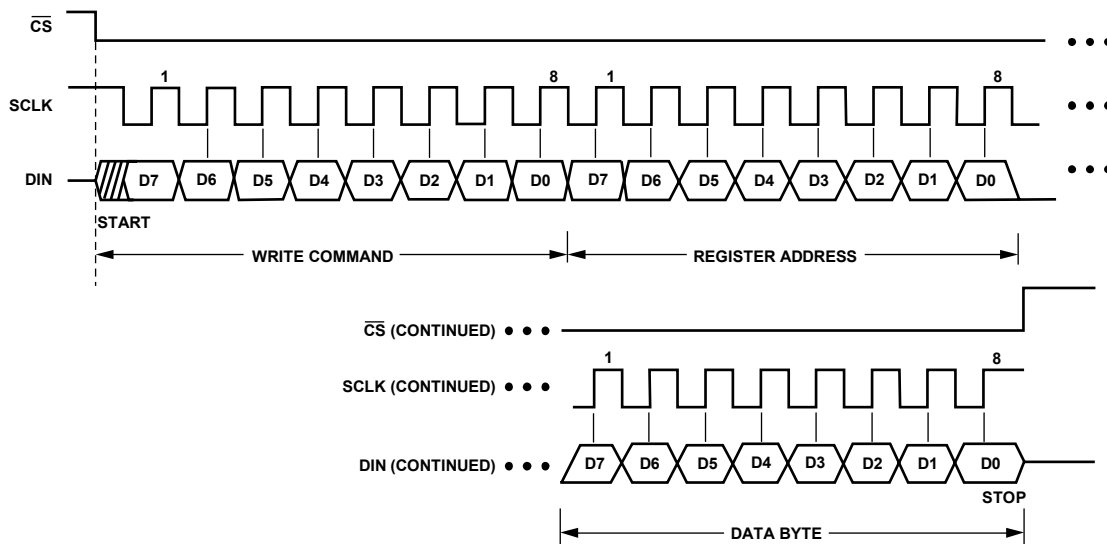 CS
1 8 1 8
SCLK
DIN D7 D6 D5 D4 D3 D2 D1 D0 D7 D6 D5 D4 D3 D2 D1 D0
START
WRITE COMMAND REGISTER ADDRESS
CS (CONTINUED)
1 8
SCLK (CONTINUED)
DIN (CONTINUED) D7 D6 D5 D4 D3 D2 D1 D0
STOP
DATA BYTE